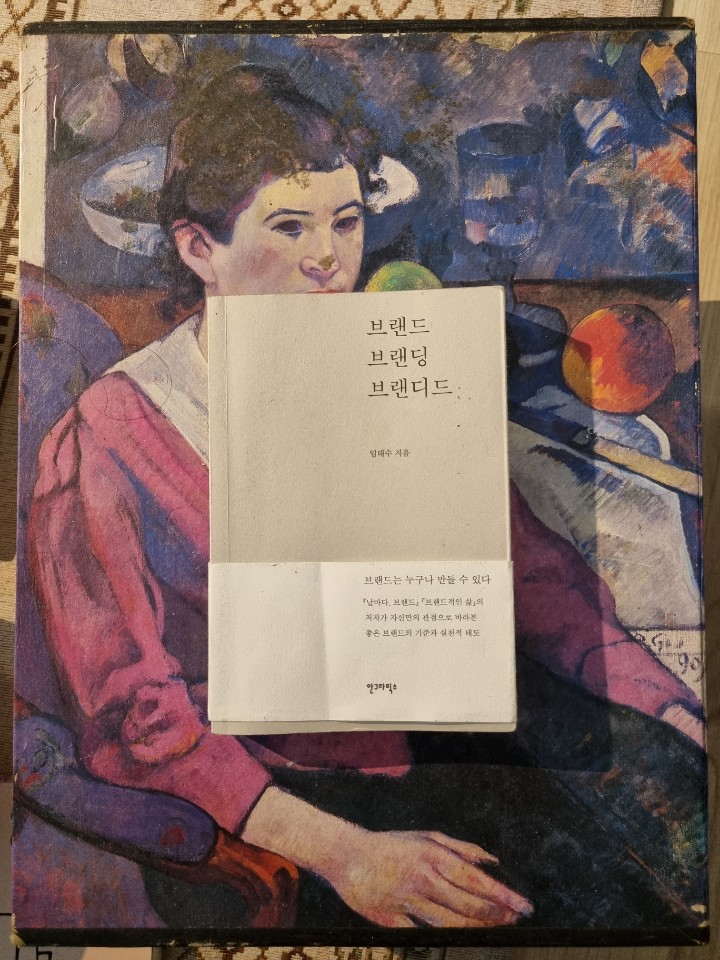 브랜드
브랜딩
브랜디드
임태수 지음
브랜드는 누구나 만들 수 있다
『날마다, 브랜드』『브랜드적인 삶』의
저자가 자신만의 관점으로 바라본
좋은 브랜드의 기준과 실천적 태도
안그라픽스